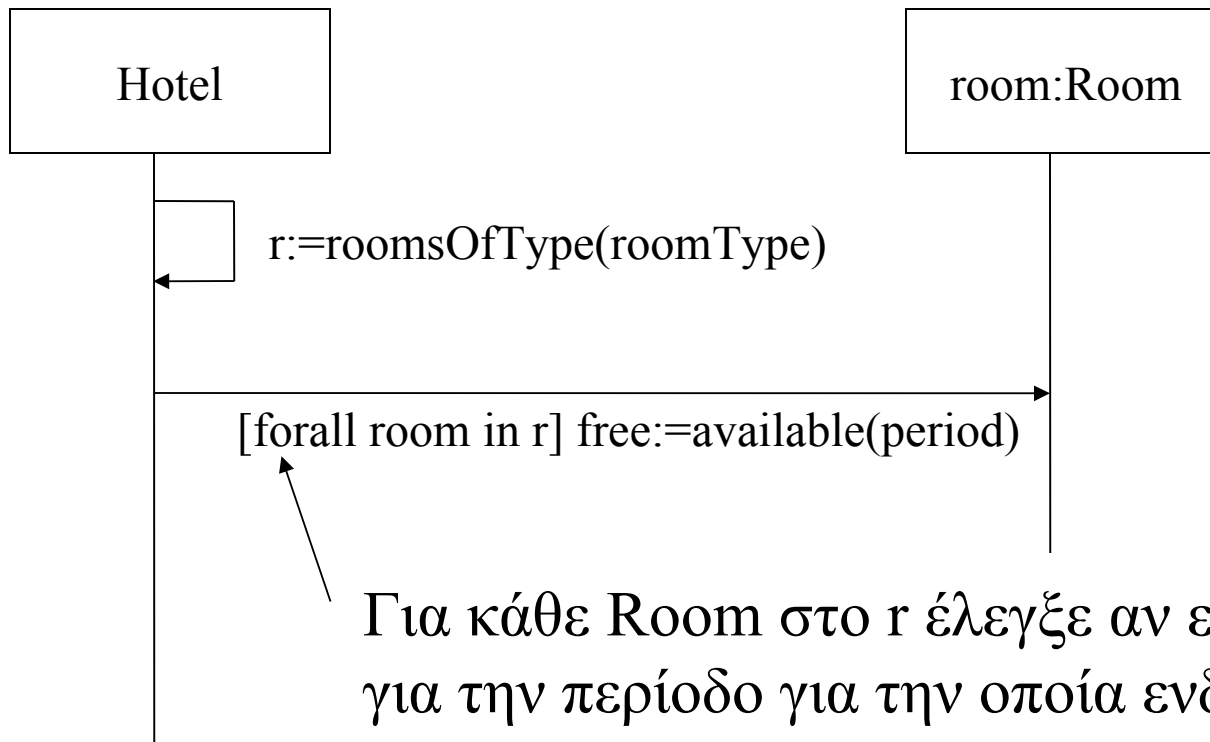 Hotel
room:Room
r:=roomsOfType(roomType)
[forall room in r] free:=available(period)
Για κάθε Room στο r έλεγξε αν
για την περίοδο για την οποία